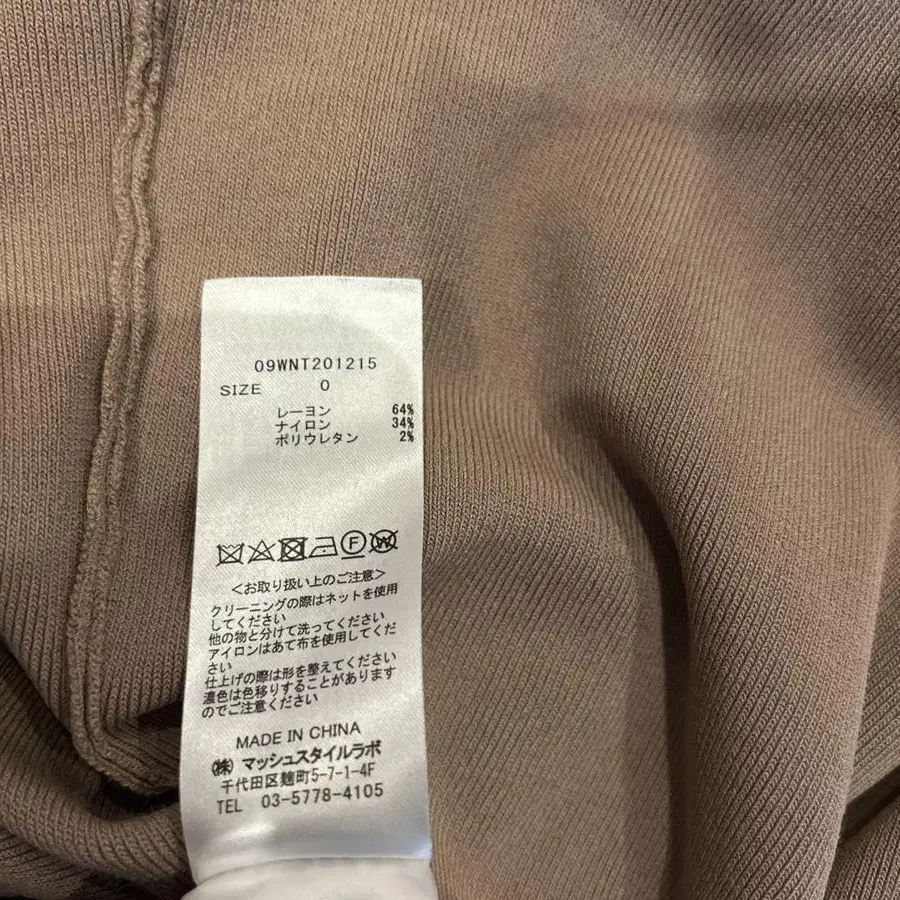 09WNT201215
SIZE 0
レーヨン 64%
ナイロン 34%
ポリウレタン 2%
F W
<お取り扱い上のご注意>
クリーニングの際はネットを使用
してください
他の物と分けて洗ってください
アイロンはあて布を使用してくだ
さい
仕上げの際は形を整えてください
濃色は色移りすることがあります
のでご注意ください
MADE IN CHINA
(株) マッシュスタイルラボ
千代田区麹町5-7-1-4F
TEL 03-5778-4105